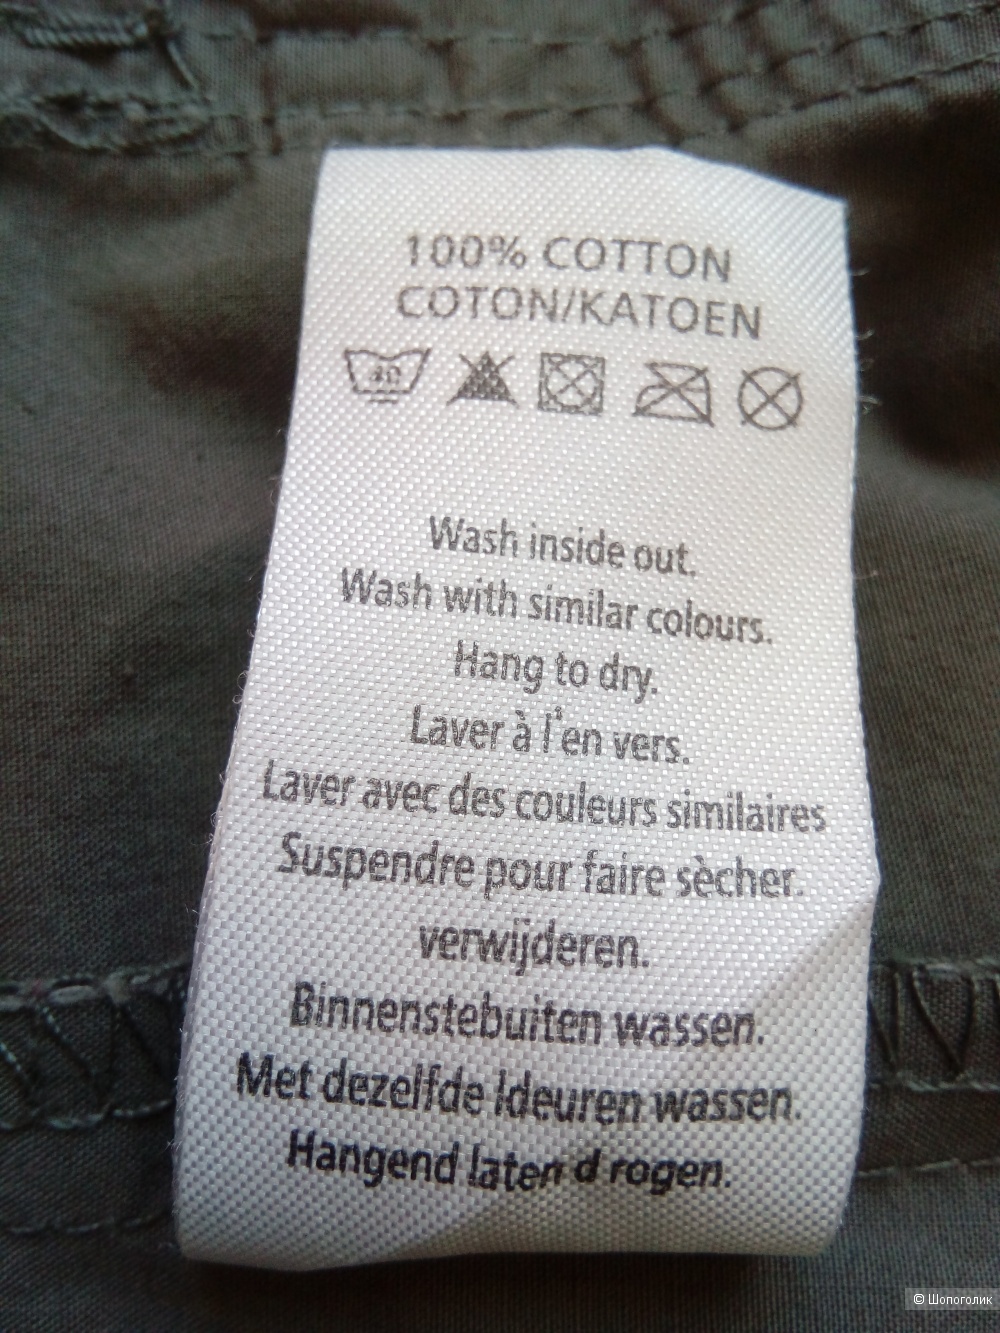 100% COTTON
COTON/KATOEN
40
Wash inside out.
Wash with similar colours.
Hang to dry.
Laver à l'en vers.
Laver avec des couleurs similaires
Suspendre pour faire sècher.
verwijderen.
Binnenstebuiten wassen.
Met dezelfde ldeuren wassen.
Hangend laten d rogen.
© Шопоголик